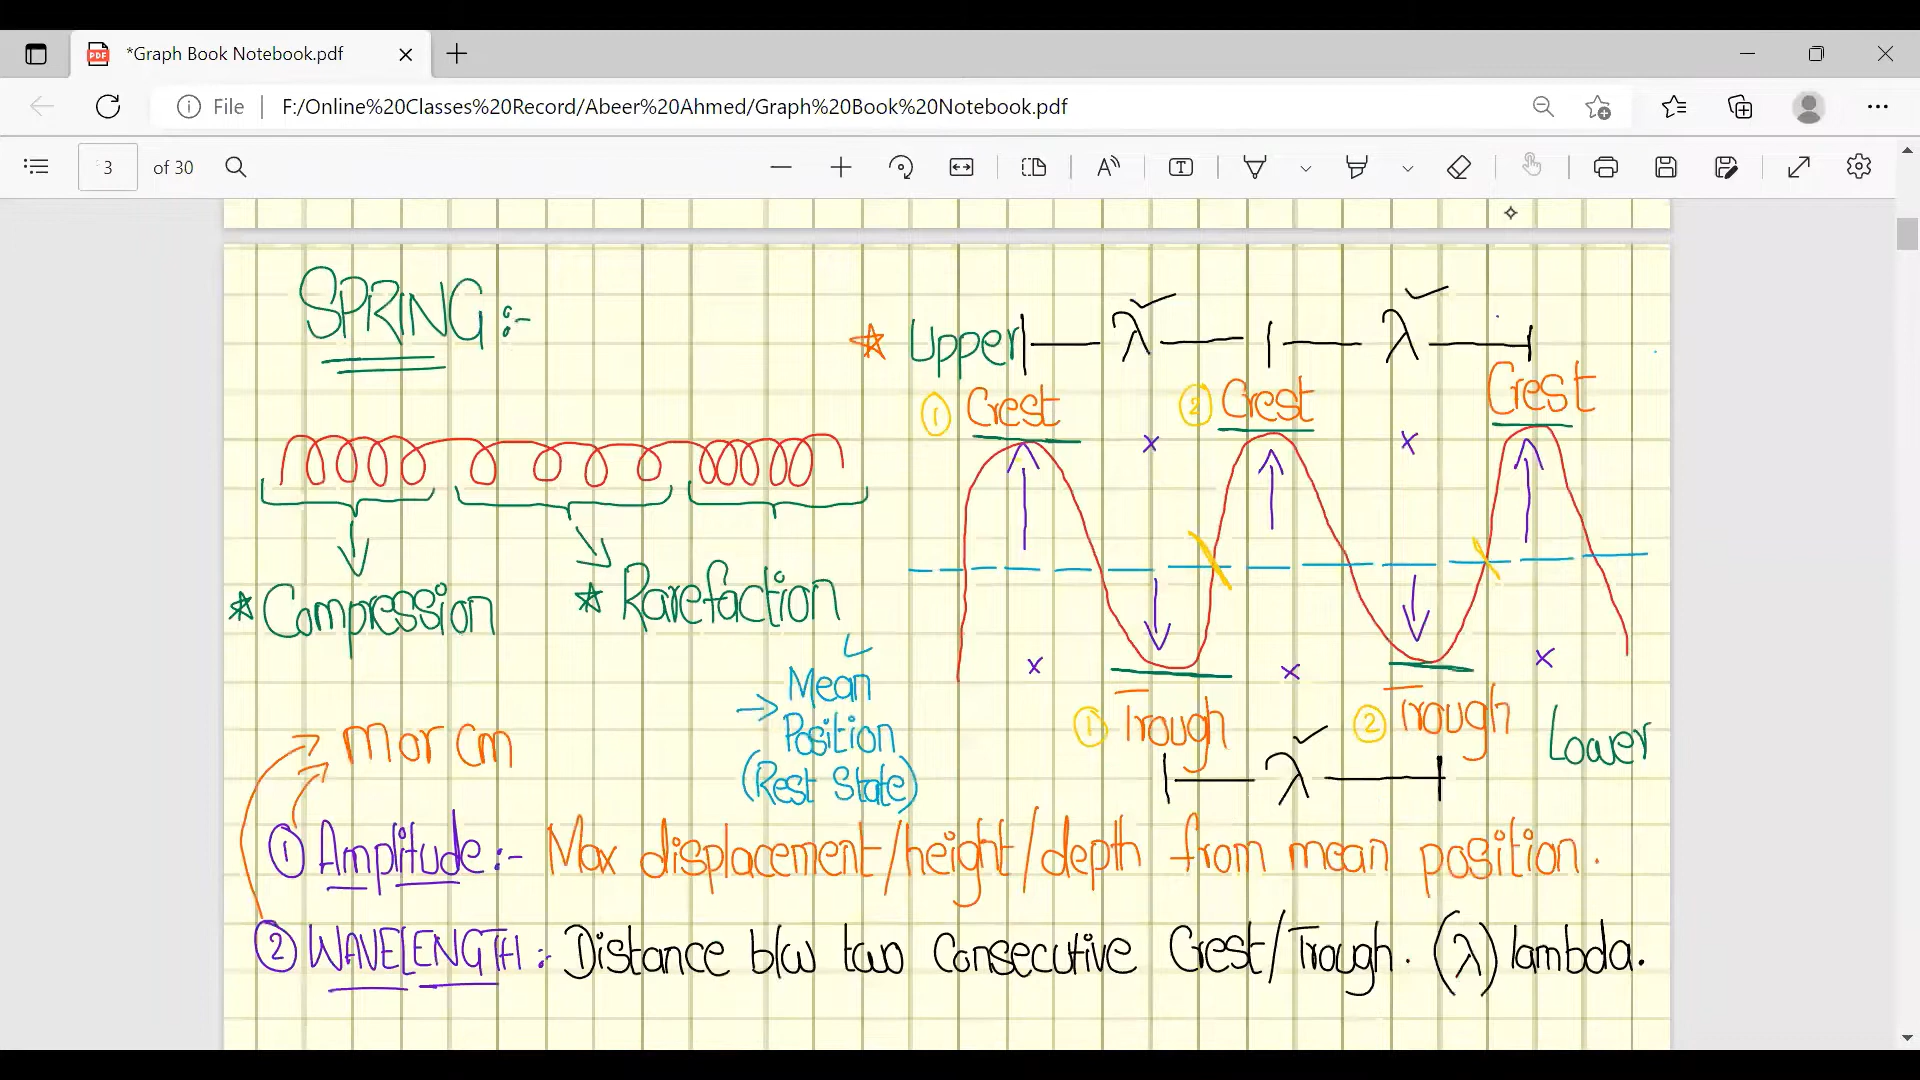 *Graph Book Notebook.pdf
File
F:/Online%20Classes%20Record/Abeer%20Ahmed/Graph%20Book%20Notebook.pdf
3 of 30
SPRING :-
Upper λ λ
① Crest ② Crest Crest
Compression
Rarefaction
Mean
Position
(Rest State)
① Trough ② Trough Lower
λ
m or cm
① Amplitude :- Max displacement/height/depth from mean position.
② WAVELENGTH :- Distance b/w two Consecutive Crest/Trough. (λ) lambda.